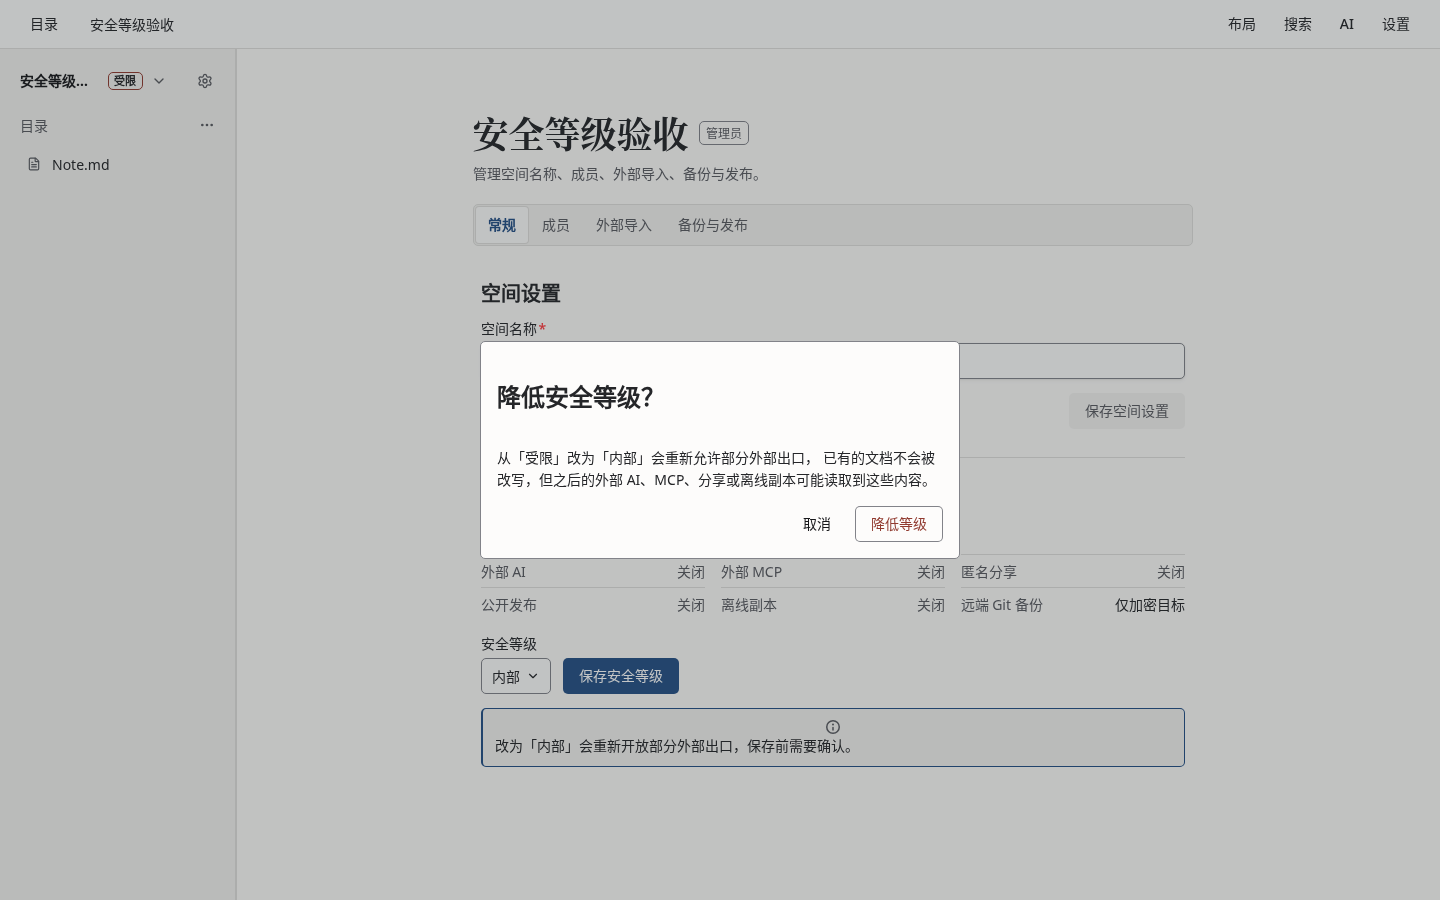 目录
安全等级验收
布局
搜索
AI
设置
安全等级...
受限
目录
Note.md
安全等级验收
管理员
管理空间名称、成员、外部导入、备份与发布。
常规
成员
外部导入
备份与发布
空间设置
空间名称*
保存空间设置
降低安全等级？
从「受限」改为「内部」会重新允许部分外部出口， 已有的文档不会被
改写，但之后的外部 AI、MCP、分享或离线副本可能读取到这些内容。
取消
降低等级
外部 AI 关闭
外部 MCP 关闭
匿名分享 关闭
公开发布 关闭
离线副本 关闭
远端 Git 备份 仅加密目标
安全等级
内部
保存安全等级
改为「内部」会重新开放部分外部出口，保存前需要确认。